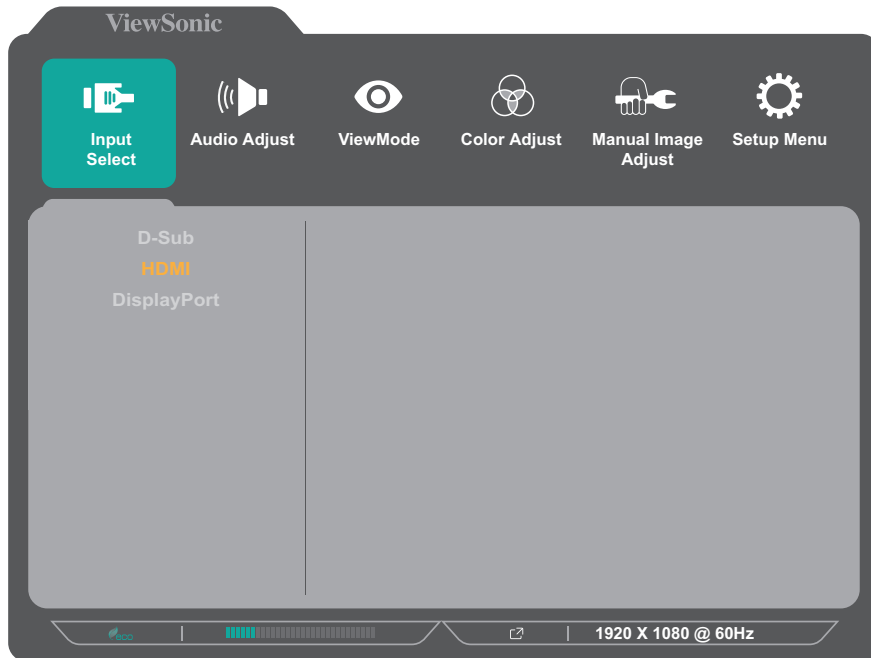 ViewSonic
Input
Select
Audio Adjust
ViewMode
Color Adjust
Manual Image
Adjust
Setup Menu
D-Sub
HDMI
DisplayPort
eco
1920 X 1080 @ 60Hz